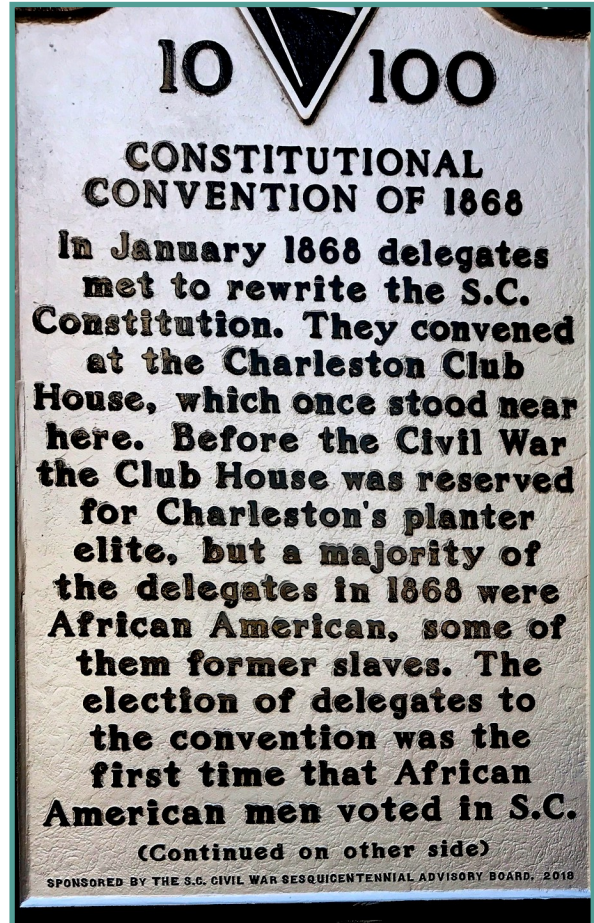 10 100
CONSTITUTIONAL
CONVENTION OF 1868
In January 1868 delegates
met to rewrite the S.C.
Constitution. They convened
at the Charleston Club
House, which once stood near
here. Before the Civil War
the Club House was reserved
for Charleston's planter
elite, but a majority of
the delegates in 1868 were
African American, some of
them former slaves. The
election of delegates to
the convention was the
first time that African
American men voted in S.C.
(Continued on other side)
SPONSORED BY THE S.C. CIVIL WAR SESQUICENTENNIAL ADVISORY BOARD, 2018